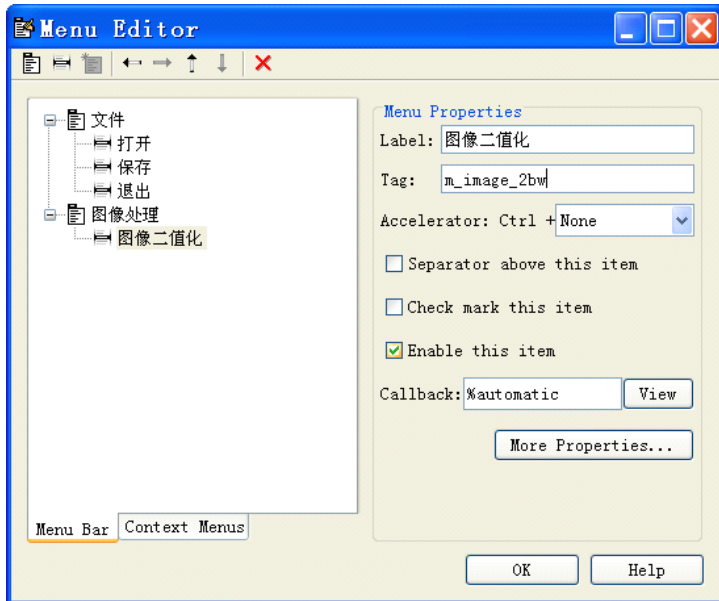 Menu Editor
文件
打开
保存
退出
图像处理
图像二值化
Menu Bar
Context Menus
Menu Properties
Label: 图像二值化
Tag: m_image_2bw
Accelerator: Ctrl + None
Separator above this item
Check mark this item
Enable this item
Callback: %automatic View
More Properties...
OK
Help